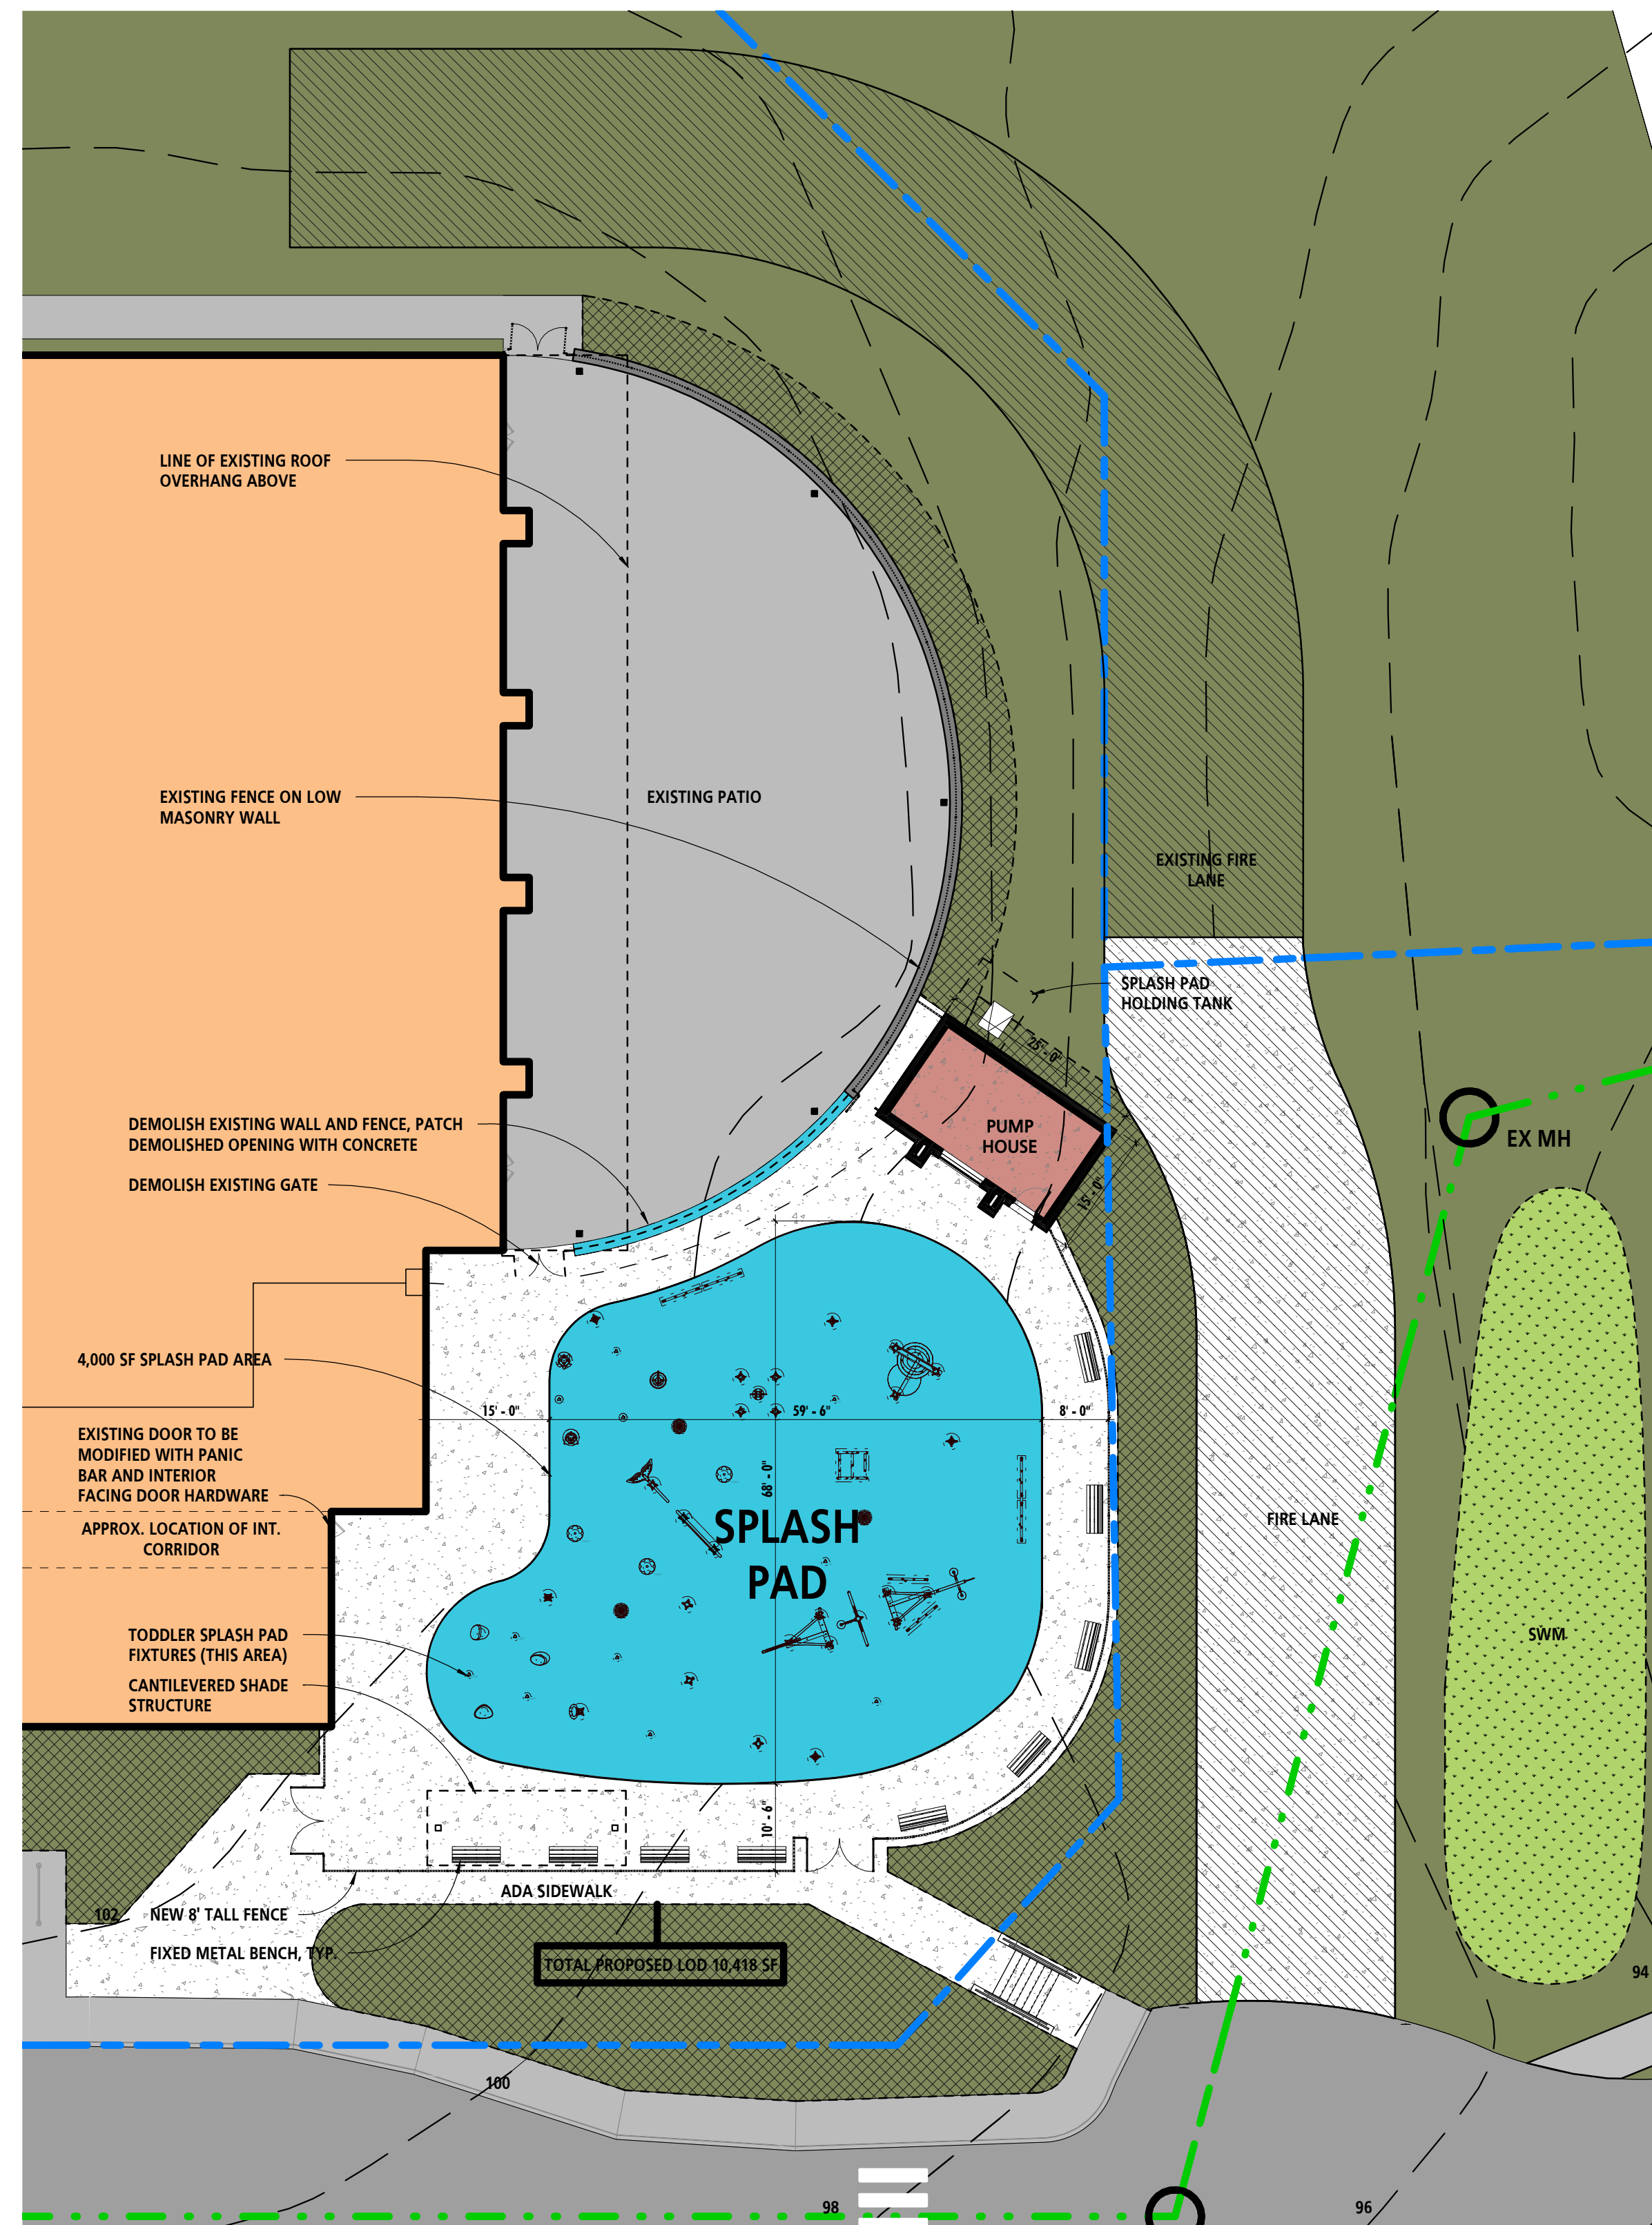 LINE OF EXISTING ROOF
OVERHANG ABOVE
EXISTING FENCE ON LOW
MASONRY WALL
EXISTING PATIO
EXISTING FIRE
LANE
SPLASH PAD
HOLDING TANK
25' - 0"
PUMP
HOUSE
15' - 0"
EX MH
DEMOLISH EXISTING WALL AND FENCE, PATCH
DEMOLISHED OPENING WITH CONCRETE
DEMOLISH EXISTING GATE
4,000 SF SPLASH PAD AREA
15' - 0"
59' - 6"
8' - 0"
68' - 0"
EXISTING DOOR TO BE
MODIFIED WITH PANIC
BAR AND INTERIOR
FACING DOOR HARDWARE
APPROX. LOCATION OF INT.
CORRIDOR
SPLASH
PAD
FIRE LANE
SWM
TODDLER SPLASH PAD
FIXTURES (THIS AREA)
CANTILEVERED SHADE
STRUCTURE
10' - 6"
ADA SIDEWALK
102
NEW 8' TALL FENCE
FIXED METAL BENCH, TYP.
TOTAL PROPOSED LOD 10,418 SF
94
100
98
96